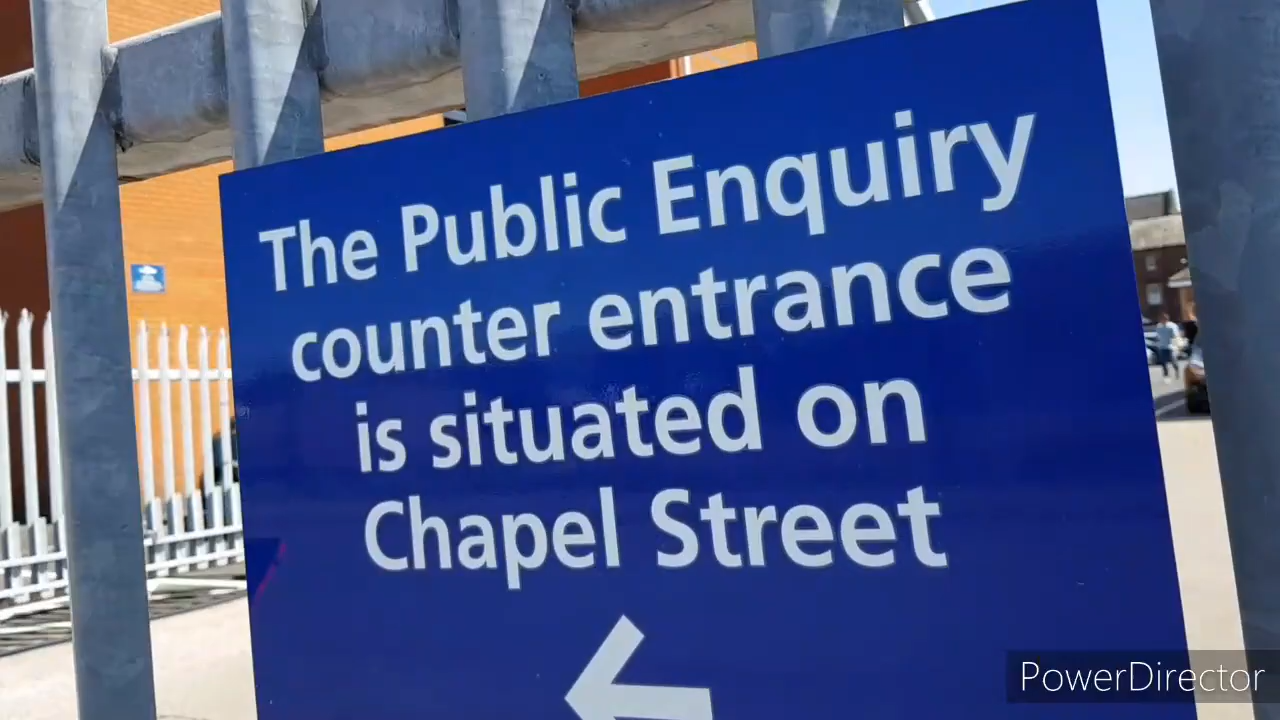 The Public Enquiry
counter entrance
is situated on
Chapel Street
PowerDirector